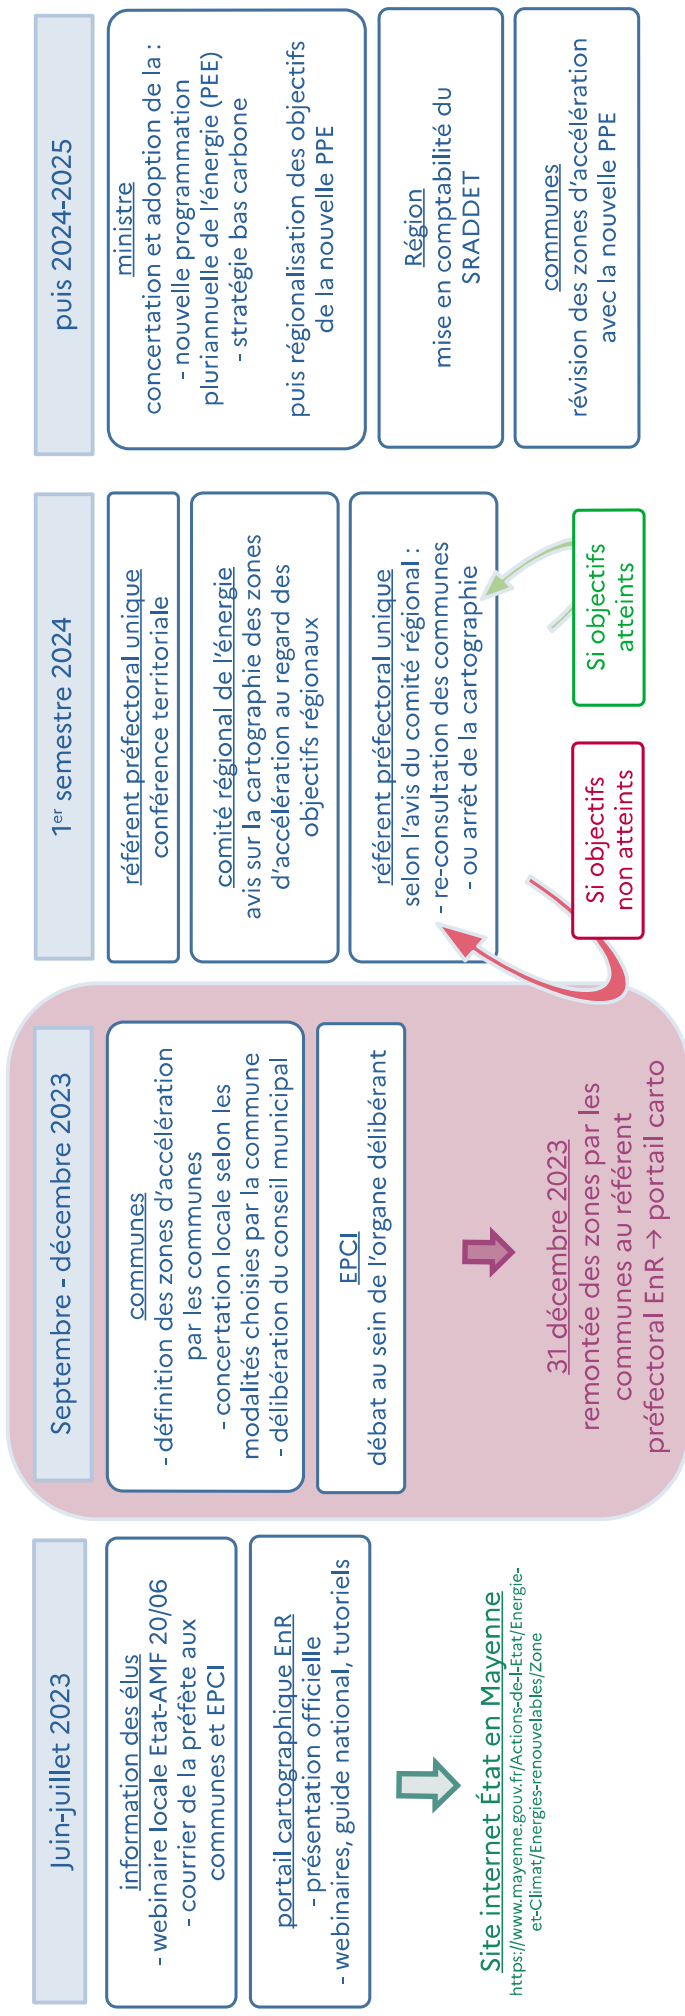 Juin-juillet 2023
information des élus
- webinaire locale Etat-AMF 20/06
- courrier de la préfète aux
communes et EPCI
portail cartographique EnR
- présentation officielle
- webinaires, guide national, tutoriels
Site internet État en Mayenne
https://www.mayenne.gouv.fr/Actions-de-l-Etat/Energie-
et-Climat/Energies-renouvelables/Zone
Septembre - décembre 2023
communes
- définition des zones d'accélération
par les communes
- concertation locale selon les
modalités choisies par la commune
- délibération du conseil municipal
EPCI
débat au sein de l'organe délibérant
31 décembre 2023
remontée des zones par les
communes au référent
préfectoral EnR → portail carto
1er semestre 2024
référent préfectoral unique
conférence territoriale
comité régional de l'énergie
avis sur la cartographie des zones
d'accélération au regard des
objectifs régionaux
référent préfectoral unique
selon l'avis du comité régional :
- re-consultation des communes
- ou arrêt de la cartographie
Si objectifs
non atteints
Si objectifs
atteints
puis 2024-2025
ministre
concertation et adoption de la :
- nouvelle programmation
pluriannuelle de l'énergie (PEE)
- stratégie bas carbone
puis régionalisation des objectifs
de la nouvelle PPE
Région
mise en comptabilité du
SRADDET
communes
révision des zones d'accélération
avec la nouvelle PPE